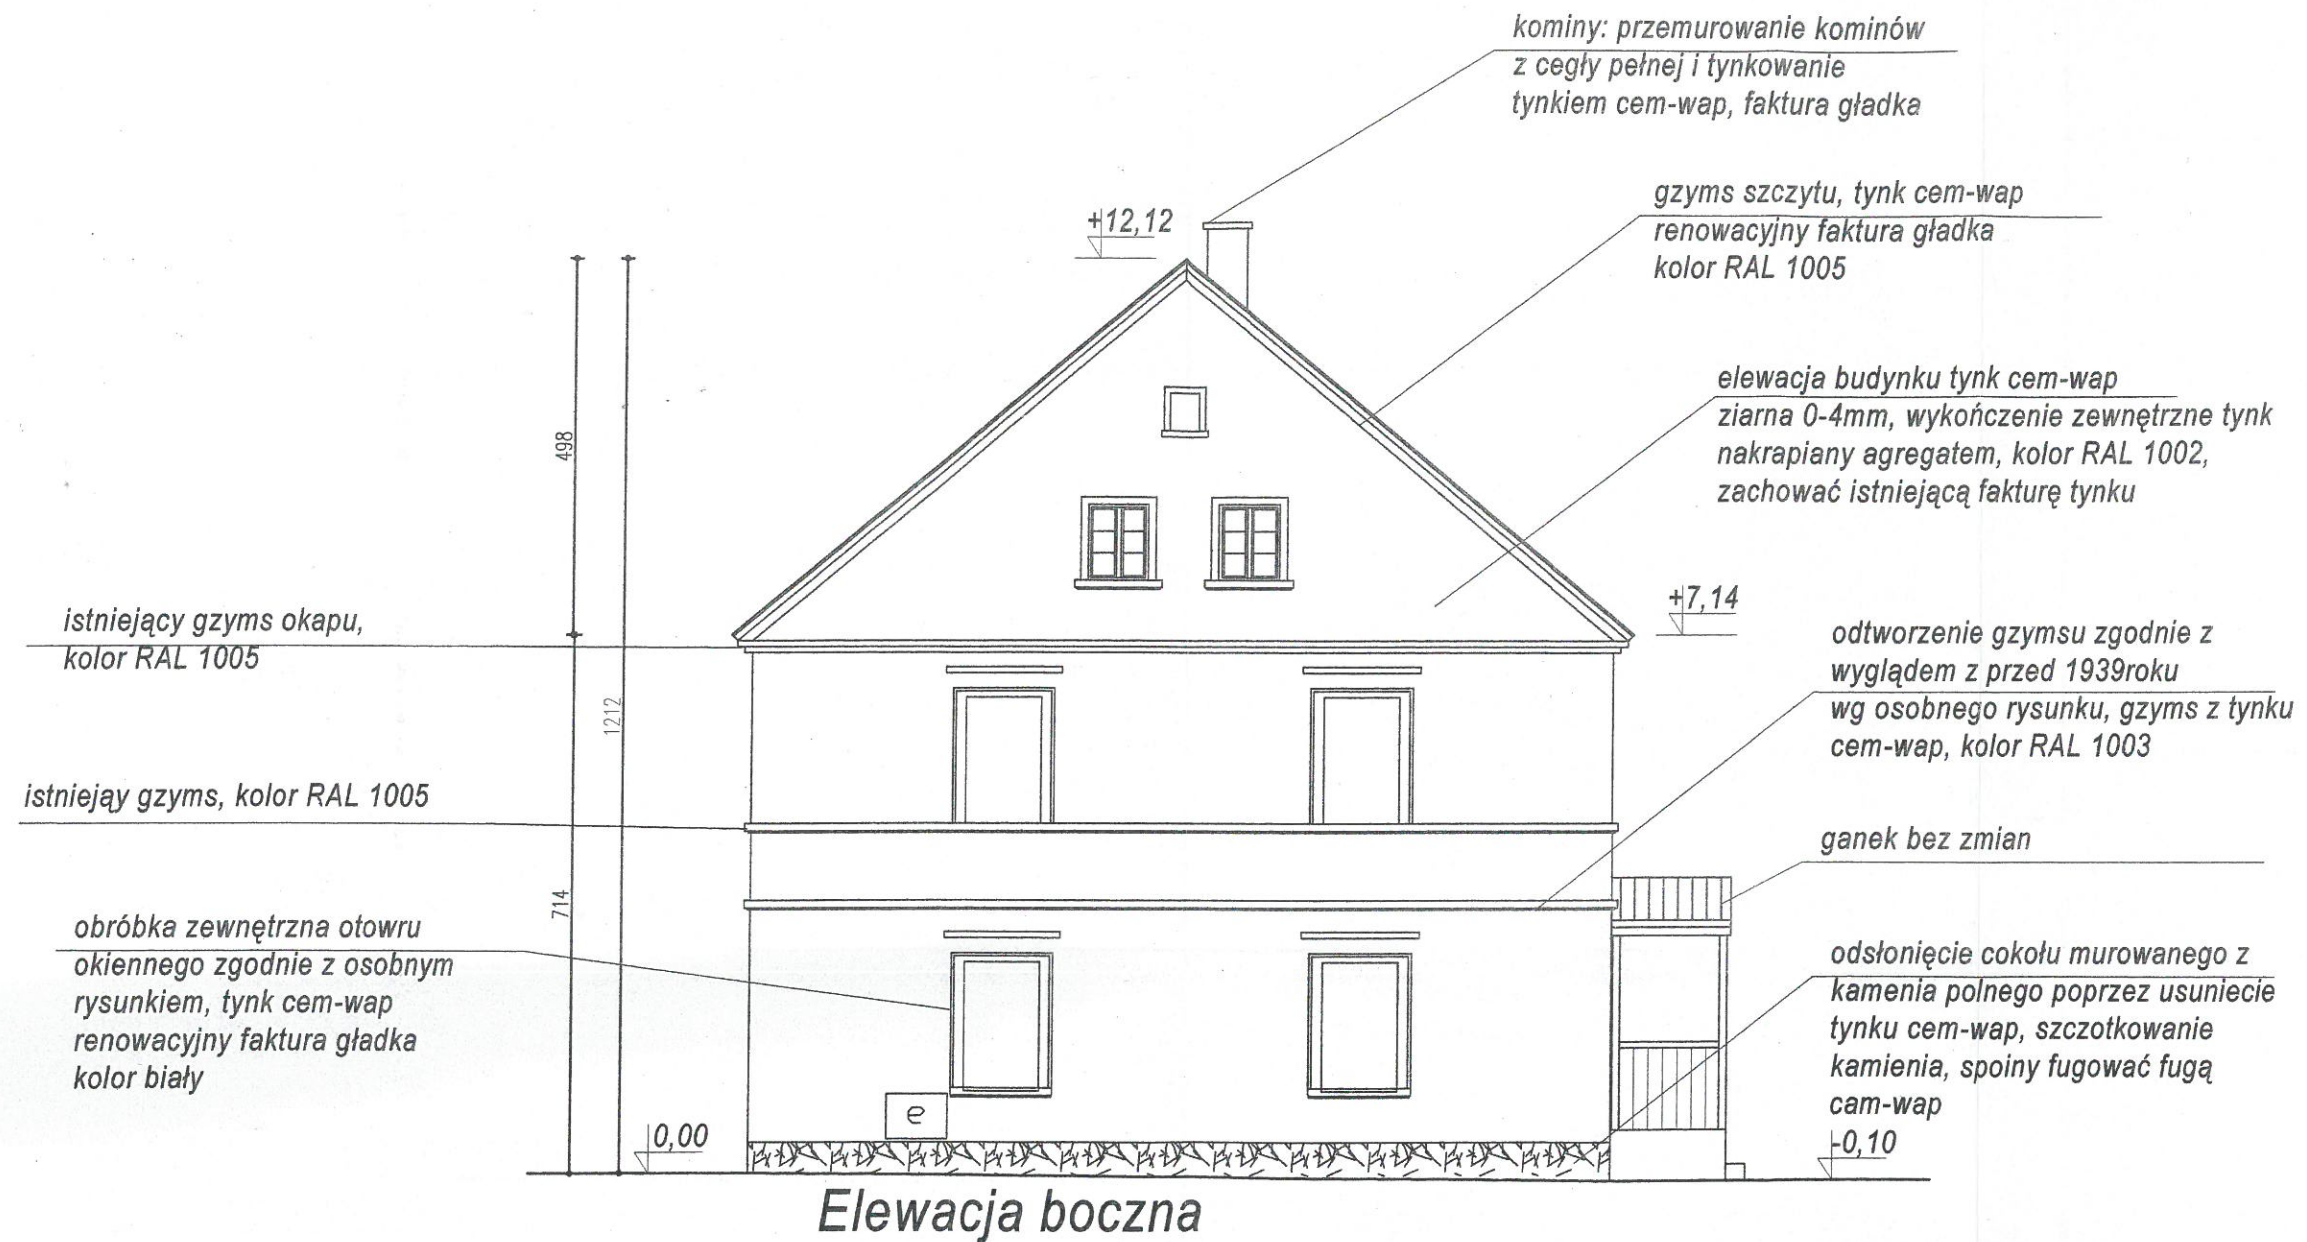 kominy: przemurowanie kominów
z cegły pełnej i tynkowanie
tynkiem cem-wap, faktura gładka
+12,12
gzyms szczytu, tynk cem-wap
renowacyjny faktura gładka
kolor RAL 1005
elewacja budynku tynk cem-wap
ziarna 0-4mm, wykończenie zewnętrzne tynk
nakrapiany agregatem, kolor RAL 1002,
zachować istniejącą fakturę tynku
498
+7,14
istniejący gzyms okapu,
kolor RAL 1005
odtworzenie gzymsu zgodnie z
wyglądem z przed 1939roku
wg osobnego rysunku, gzyms z tynku
cem-wap, kolor RAL 1003
1212
istniejąy gzyms, kolor RAL 1005
ganek bez zmian
714
obróbka zewnętrzna otowru
okiennego zgodnie z osobnym
rysunkiem, tynk cem-wap
renowacyjny faktura gładka
kolor biały
odsłonięcie cokołu murowanego z
kamenia polnego poprzez usuniecie
tynku cem-wap, szczotkowanie
kamienia, spoiny fugować fugą
cam-wap
e
0,00
-0,10
Elewacja boczna